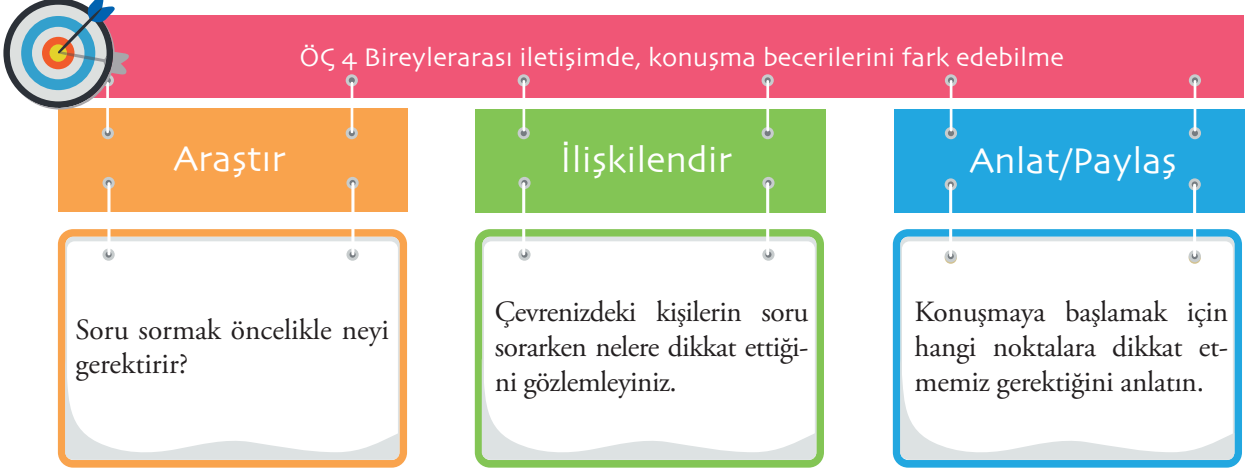 ÖÇ 4 Bireylerarası iletişimde, konuşma becerilerini fark edebilme
Araştır
İlişkilendir
Anlat/Paylaş
Soru sormak öncelikle neyi
gerektirir?
Çevrenizdeki kişilerin soru
sorarken nelere dikkat ettiği-
ni gözlemleyiniz.
Konuşmaya başlamak için
hangi noktalara dikkat et-
memiz gerektiğini anlatın.